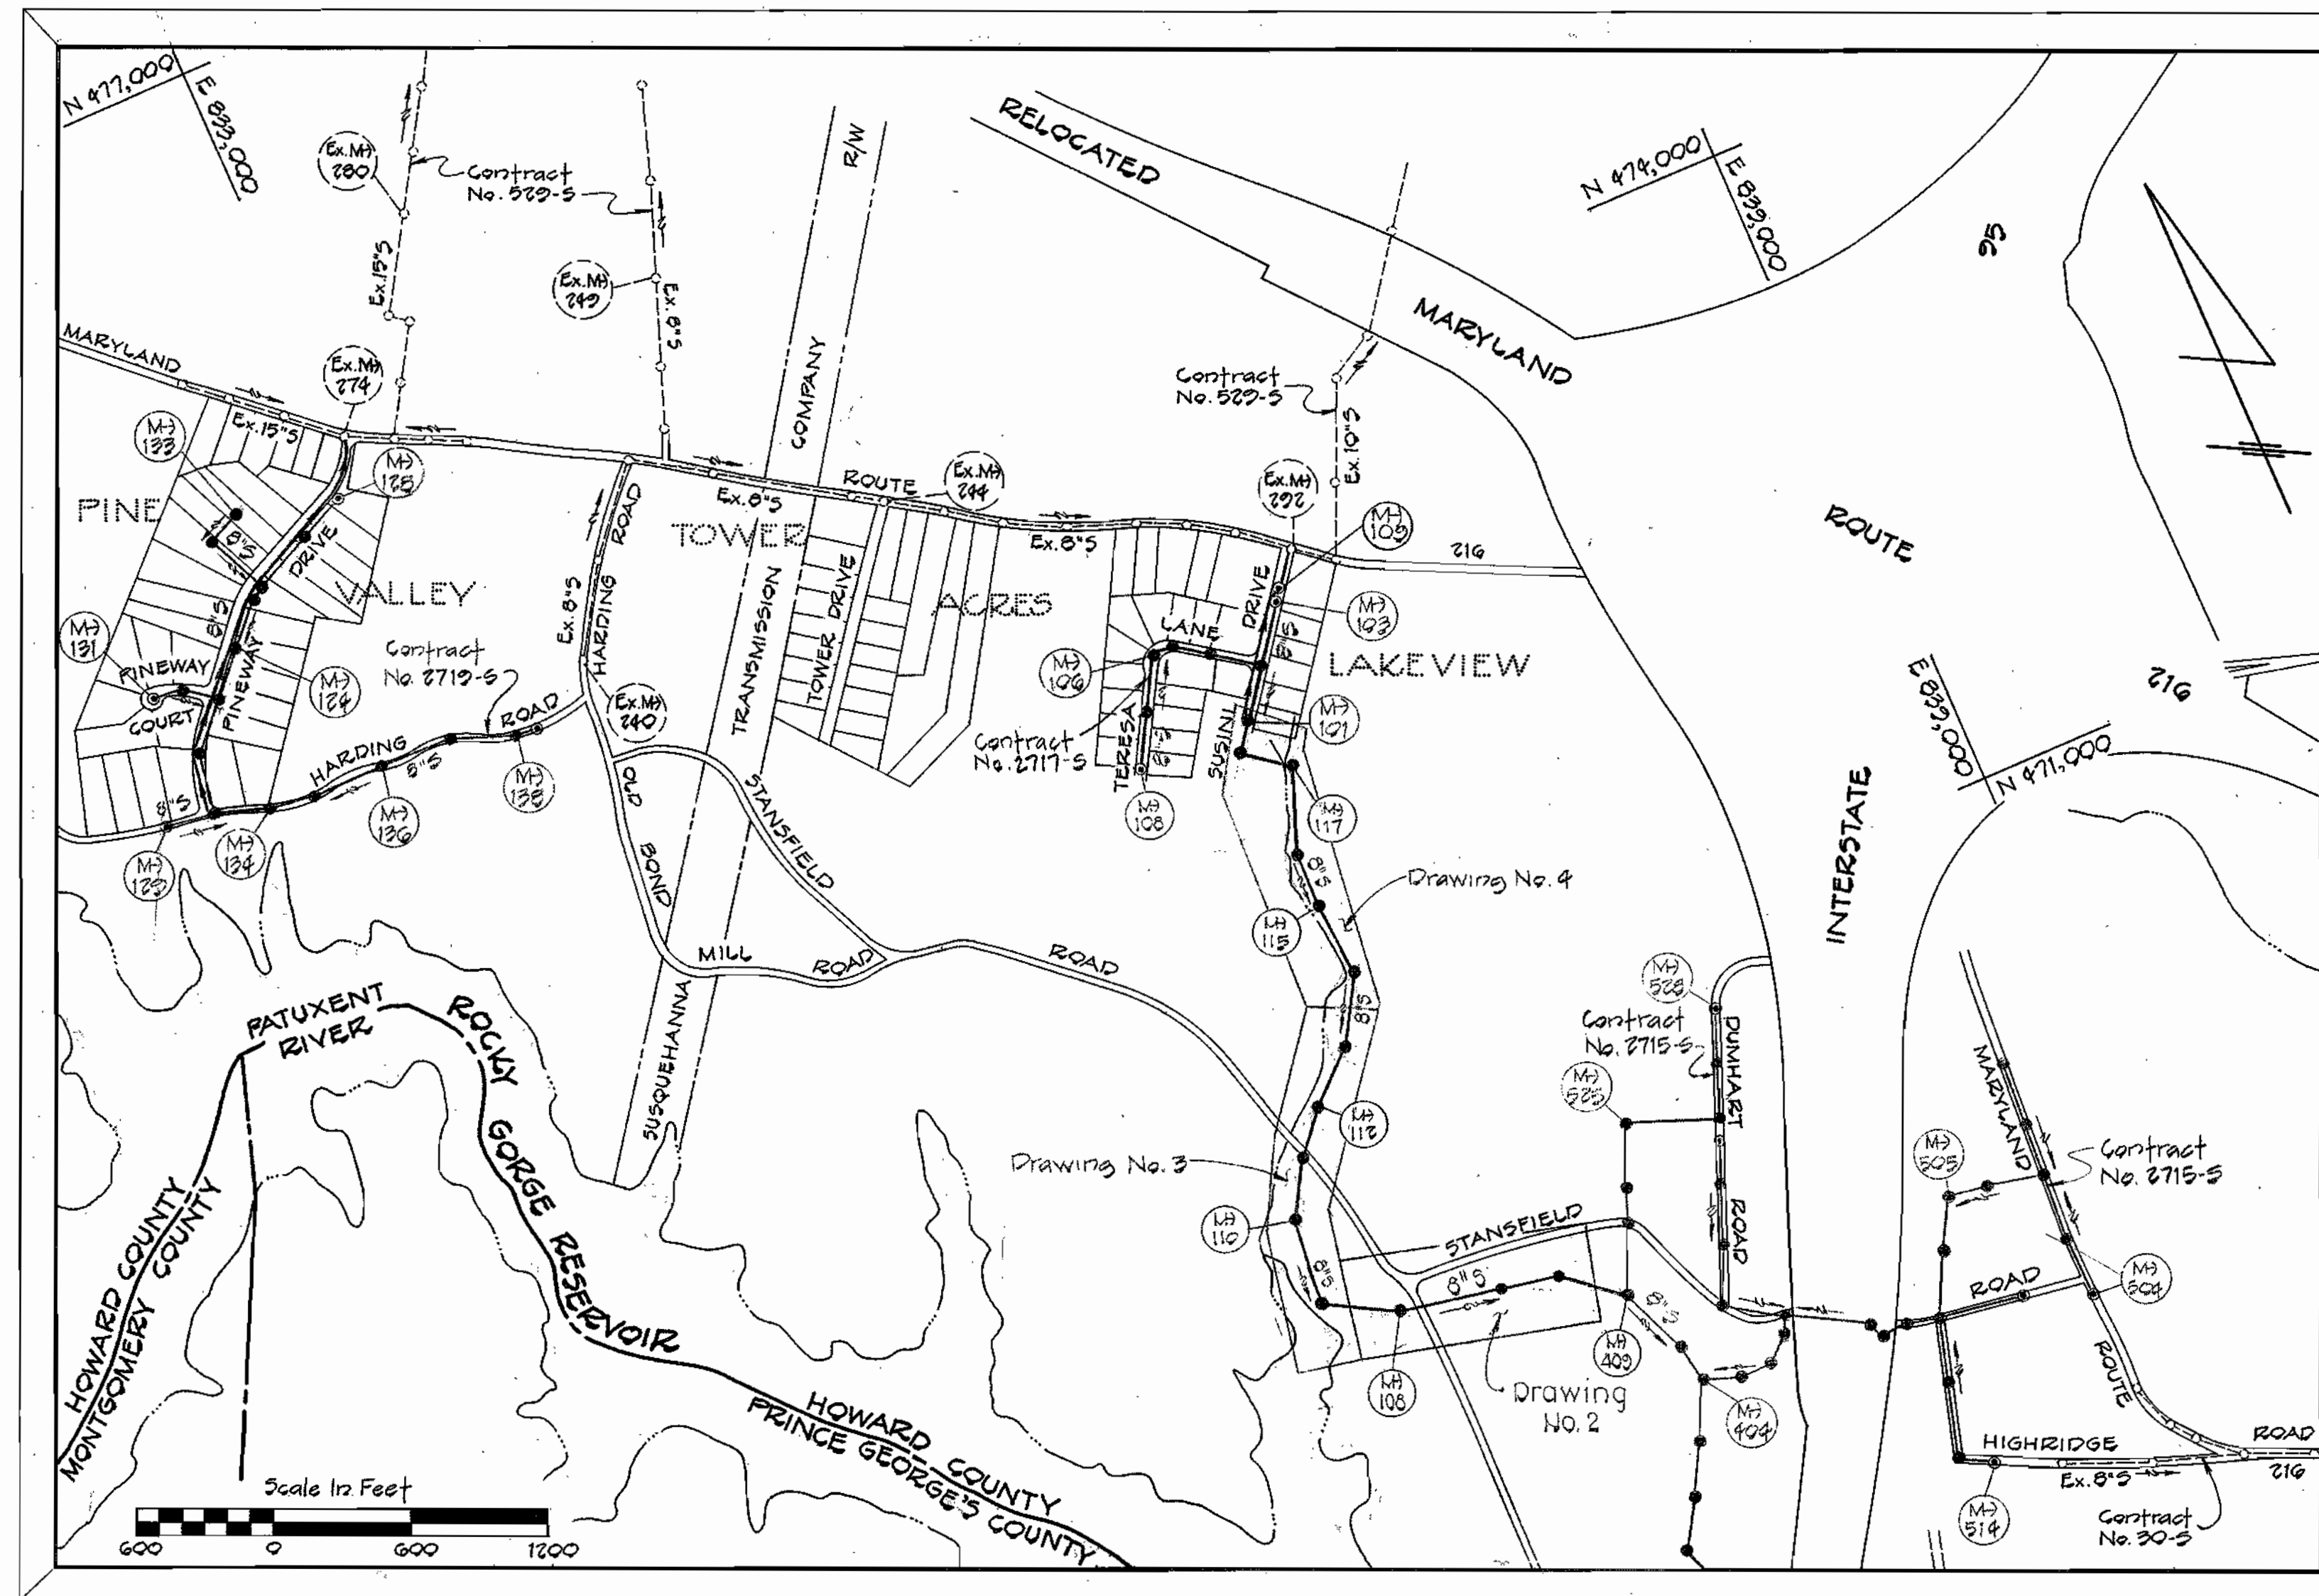 N 477,000
E 833,000
Ex. MH
280
Contract
No. 529-S
Ex. 15"S
Ex. MH
249
Ex. 8"S
R/W
COMPANY
RELOCATED
MARYLAND
N 474,000
E 839,000
95
MARYLAND
Ex. MH
274
Ex. 15"S
MH
133
MH
128
PINE
VALLEY
8"S
DRIVE
8"S
PINEWAY
MH
131
PINEWAY
COURT
MH
124
8"S
MH
129
MH
134
HARDING
8"S
ROAD
MH
136
MH
138
Contract
No. 2719-S
Ex. 8"S
HARDING
ROAD
Ex. MH
240
TOWER
ACRES
Ex. 8"S
ROUTE
Ex. MH
244
Ex. 8"S
TRANSMISSION
TOWER DRIVE
Contract
No. 529-S
Ex. 10"S
Ex. MH
292
MH
109
MH
103
216
LANE
DRIVE
8"S
LAKEVIEW
MH
106
MH
101
TERESA
8"S
SUSINI
Contract
No. 2717-S
MH
108
MH
117
8"S
Drawing No. 4
MH
115
8"S
ROUTE
216
E 839,000
N 471,000
INTERSTATE
OLD
BOND
MILL
ROAD
STANSFIELD
ROAD
SUSQUEHANNA
PATUXENT
RIVER
ROCKY
GORGE
RESERVOIR
HOWARD COUNTY
MONTGOMERY COUNTY
HOWARD COUNTY
PRINCE GEORGE'S COUNTY
MH
112
Drawing No. 3
MH
110
8"S
MH
108
8"S
STANSFIELD
Drawing
No. 2
MH
409
8"S
MH
404
MH
528
Contract
No. 2715-S
MH
525
DUMHART
ROAD
MH
505
MARYLAND
Contract
No. 2715-S
MH
504
ROAD
ROUTE
HIGHRIDGE
ROAD
216
Ex. 8"S
MH
514
Contract
No. 30-S
Scale In Feet
600 0 600 1200